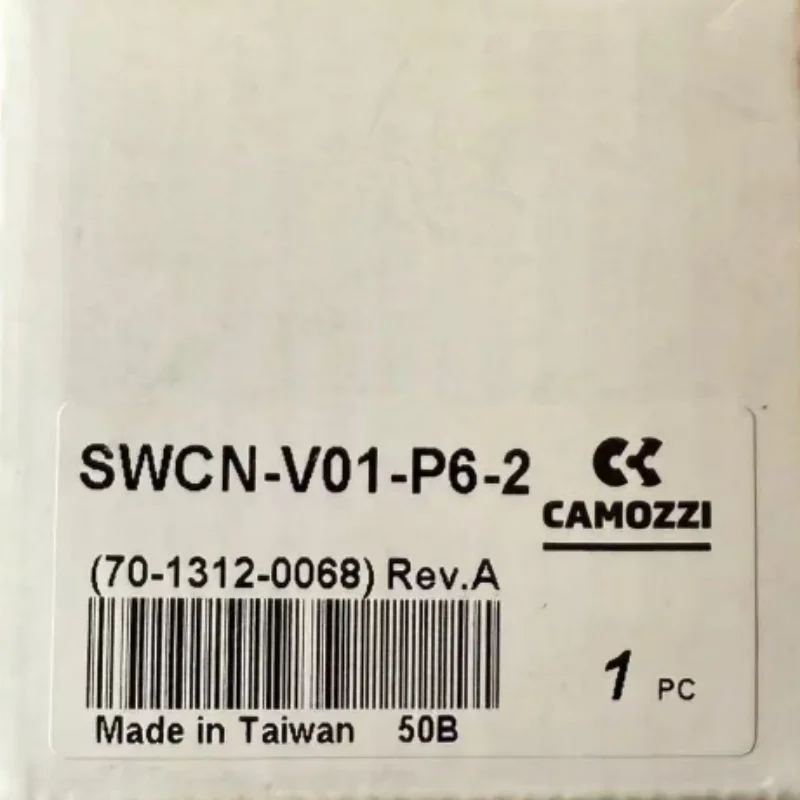 SWCN-V01-P6-2
CAMOZZI
(70-1312-0068) Rev.A
1 PC
Made in Taiwan 50B